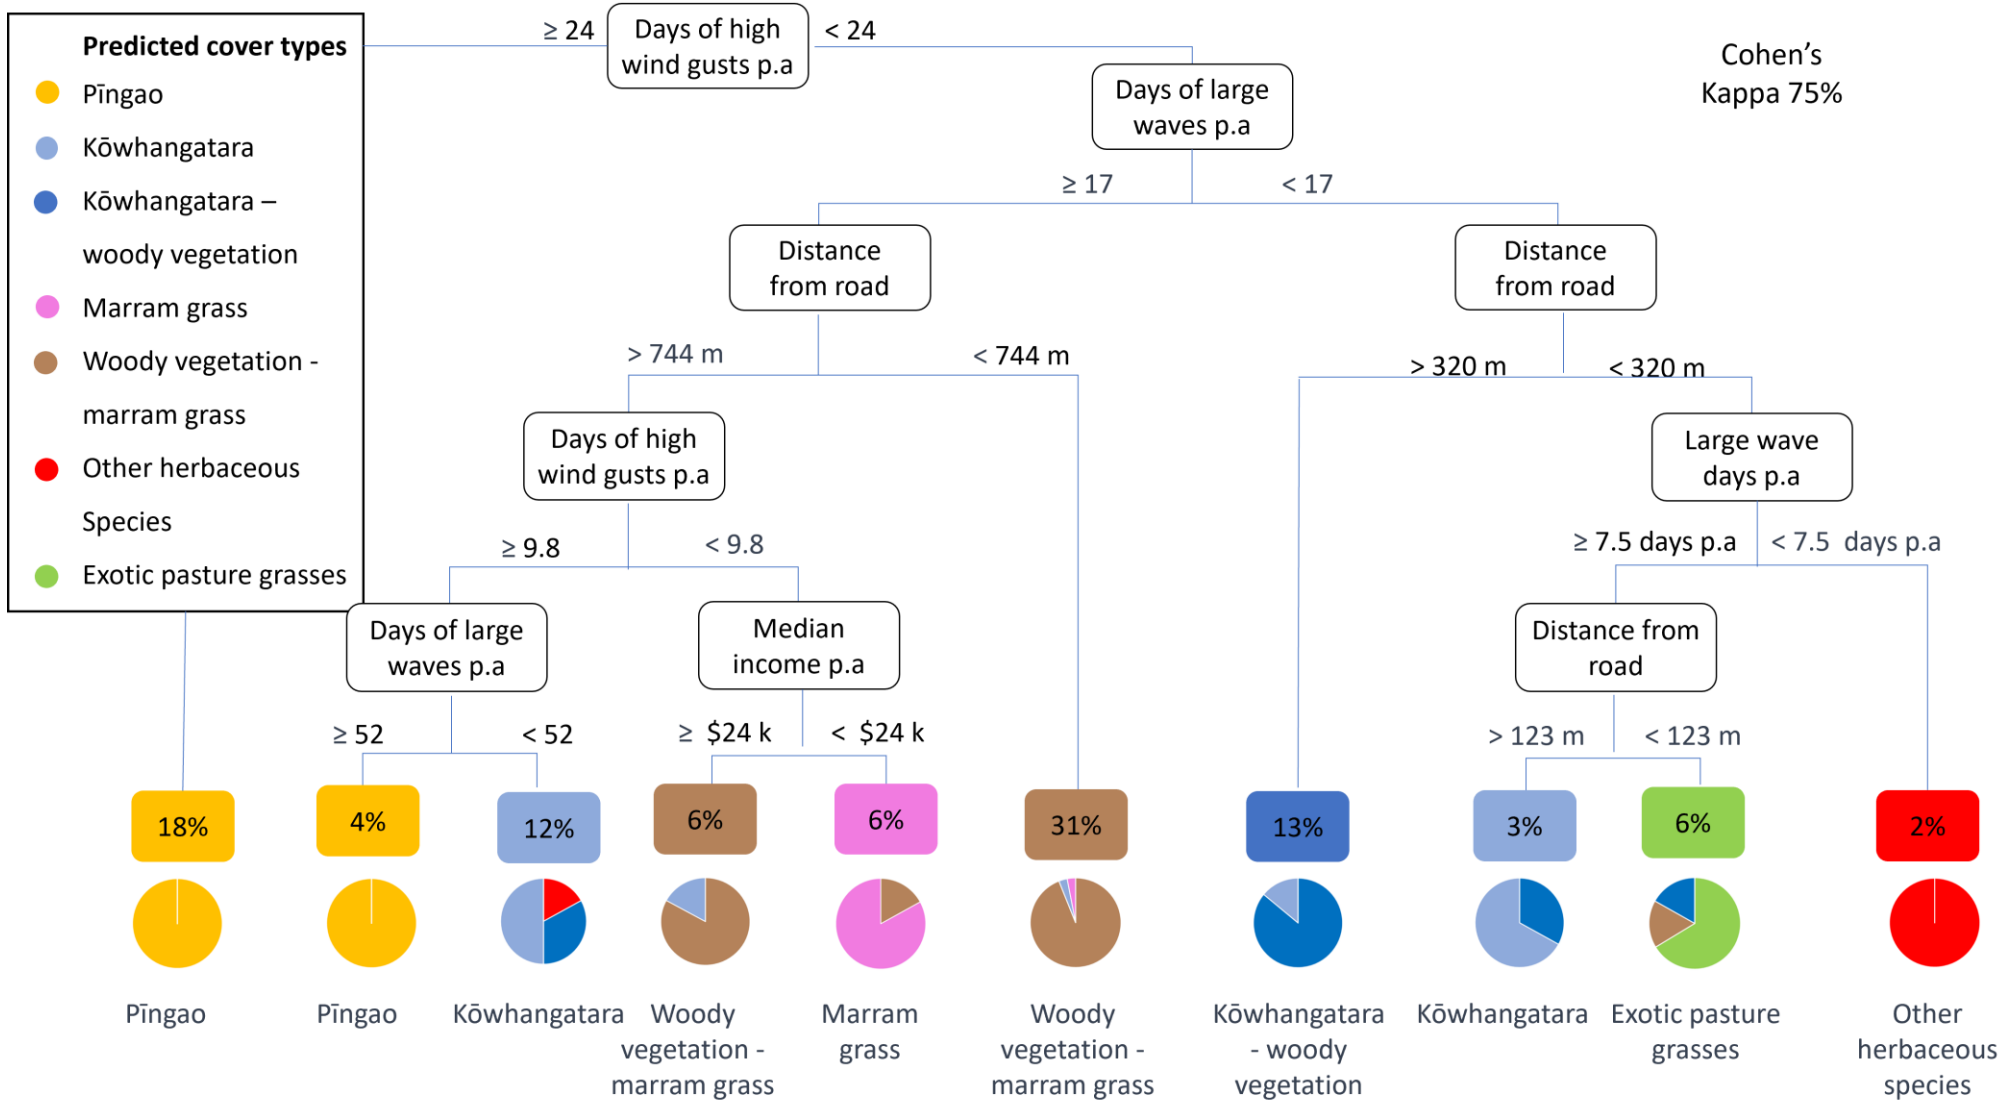 Predicted cover types
Pīngao
Kōwhangatara
Kōwhangatara –
woody vegetation
Marram grass
Woody vegetation -
marram grass
Other herbaceous
Species
Exotic pasture grasses
≥ 24
Days of high
wind gusts p.a
< 24
Cohen's
Kappa 75%
Days of large
waves p.a
≥ 17
< 17
Distance
from road
Distance
from road
> 744 m
< 744 m
> 320 m
< 320 m
Days of high
wind gusts p.a
Large wave
days p.a
≥ 9.8
< 9.8
≥ 7.5 days p.a
< 7.5  days p.a
Days of large
waves p.a
Median
income p.a
Distance from
road
≥ 52
< 52
≥  $24 k
<  $24 k
> 123 m
< 123 m
18%
4%
12%
6%
6%
31%
13%
3%
6%
2%
Pīngao
Pīngao
Kōwhangatara
Woody
vegetation -
marram grass
Marram
grass
Woody
vegetation -
marram grass
Kōwhangatara
- woody
vegetation
Kōwhangatara
Exotic pasture
grasses
Other
herbaceous
species